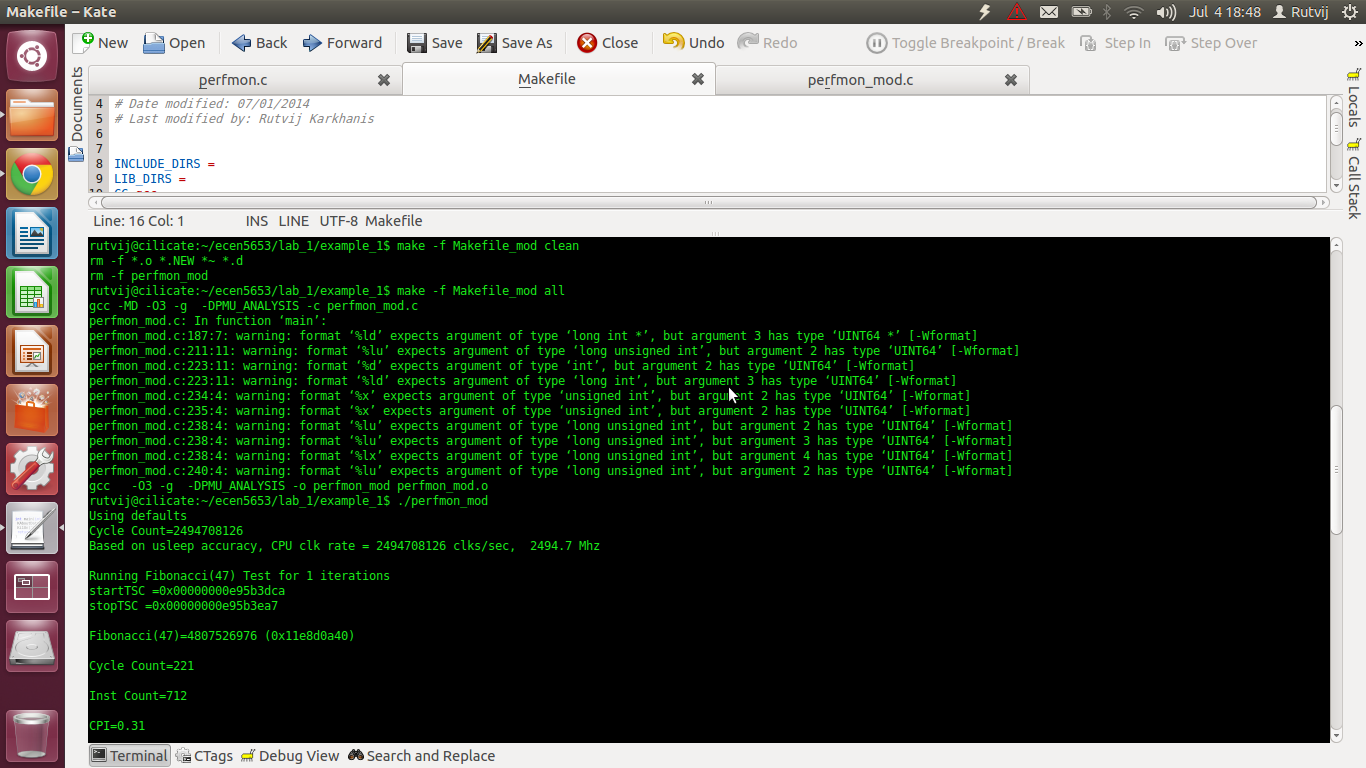 Makefile – Kate
Jul 4 18:48 Rutvij
New Open Back Forward Save Save As Close Undo Redo Toggle Breakpoint / Break Step In Step Over »
Documents
perfmon.c Makefile perfmon_mod.c
Locals
Call Stack
4 # Date modified: 07/01/2014
5 # Last modified by: Rutvij Karkhanis
6
7
8 INCLUDE_DIRS =
9 LIB_DIRS =
Line: 16 Col: 1 INS LINE UTF-8 Makefile
rutvij@cilicate:~/ecen5653/lab_1/example_1$ make -f Makefile_mod clean
rm -f *.o *.NEW *~ *.d
rm -f perfmon_mod
rutvij@cilicate:~/ecen5653/lab_1/example_1$ make -f Makefile_mod all
gcc -MD -O3 -g  -DPMU_ANALYSIS -c perfmon_mod.c
perfmon_mod.c: In function ‘main’:
perfmon_mod.c:187:7: warning: format ‘%ld’ expects argument of type ‘long int *’, but argument 3 has type ‘UINT64 *’ [-Wformat]
perfmon_mod.c:211:11: warning: format ‘%lu’ expects argument of type ‘long unsigned int’, but argument 2 has type ‘UINT64’ [-Wformat]
perfmon_mod.c:223:11: warning: format ‘%d’ expects argument of type ‘int’, but argument 2 has type ‘UINT64’ [-Wformat]
perfmon_mod.c:223:11: warning: format ‘%ld’ expects argument of type ‘long int’, but argument 3 has type ‘UINT64’ [-Wformat]
perfmon_mod.c:234:4: warning: format ‘%x’ expects argument of type ‘unsigned int’, but argument 2 has type ‘UINT64’ [-Wformat]
perfmon_mod.c:235:4: warning: format ‘%x’ expects argument of type ‘unsigned int’, but argument 2 has type ‘UINT64’ [-Wformat]
perfmon_mod.c:238:4: warning: format ‘%lu’ expects argument of type ‘long unsigned int’, but argument 2 has type ‘UINT64’ [-Wformat]
perfmon_mod.c:238:4: warning: format ‘%lu’ expects argument of type ‘long unsigned int’, but argument 3 has type ‘UINT64’ [-Wformat]
perfmon_mod.c:238:4: warning: format ‘%lx’ expects argument of type ‘long unsigned int’, but argument 4 has type ‘UINT64’ [-Wformat]
perfmon_mod.c:240:4: warning: format ‘%lu’ expects argument of type ‘long unsigned int’, but argument 2 has type ‘UINT64’ [-Wformat]
gcc   -O3 -g  -DPMU_ANALYSIS -o perfmon_mod perfmon_mod.o
rutvij@cilicate:~/ecen5653/lab_1/example_1$ ./perfmon_mod
Using defaults
Cycle Count=2494708126
Based on usleep accuracy, CPU clk rate = 2494708126 clks/sec,  2494.7 Mhz
Running Fibonacci(47) Test for 1 iterations
startTSC =0x00000000e95b3dca
stopTSC =0x00000000e95b3ea7
Fibonacci(47)=4807526976 (0x11e8d0a40)
Cycle Count=221
Inst Count=712
CPI=0.31
Terminal CTags Debug View Search and Replace